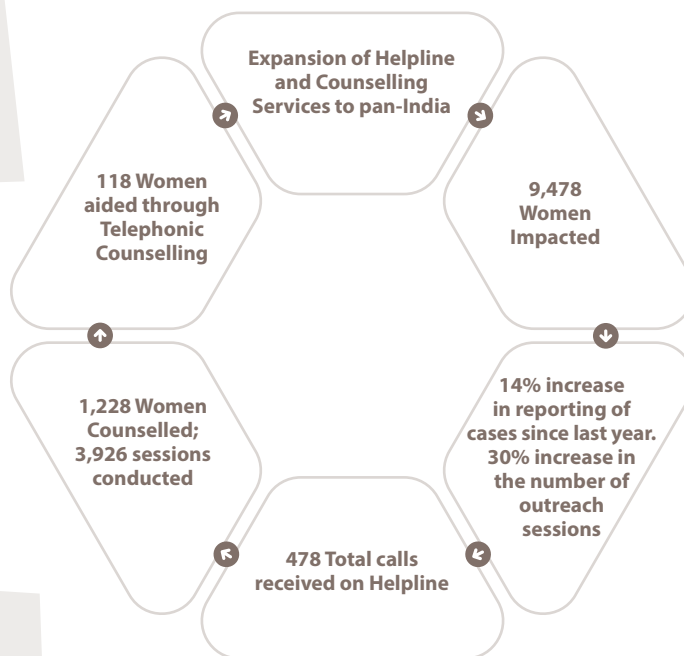 Expansion of Helpline
and Counselling
Services to pan-India
9,478
Women
Impacted
14% increase
in reporting of
cases since last year.
30% increase in
the number of
outreach
sessions
478 Total calls
received on Helpline
1,228 Women
Counselled;
3,926 sessions
conducted
118 Women
aided through
Telephonic
Counselling